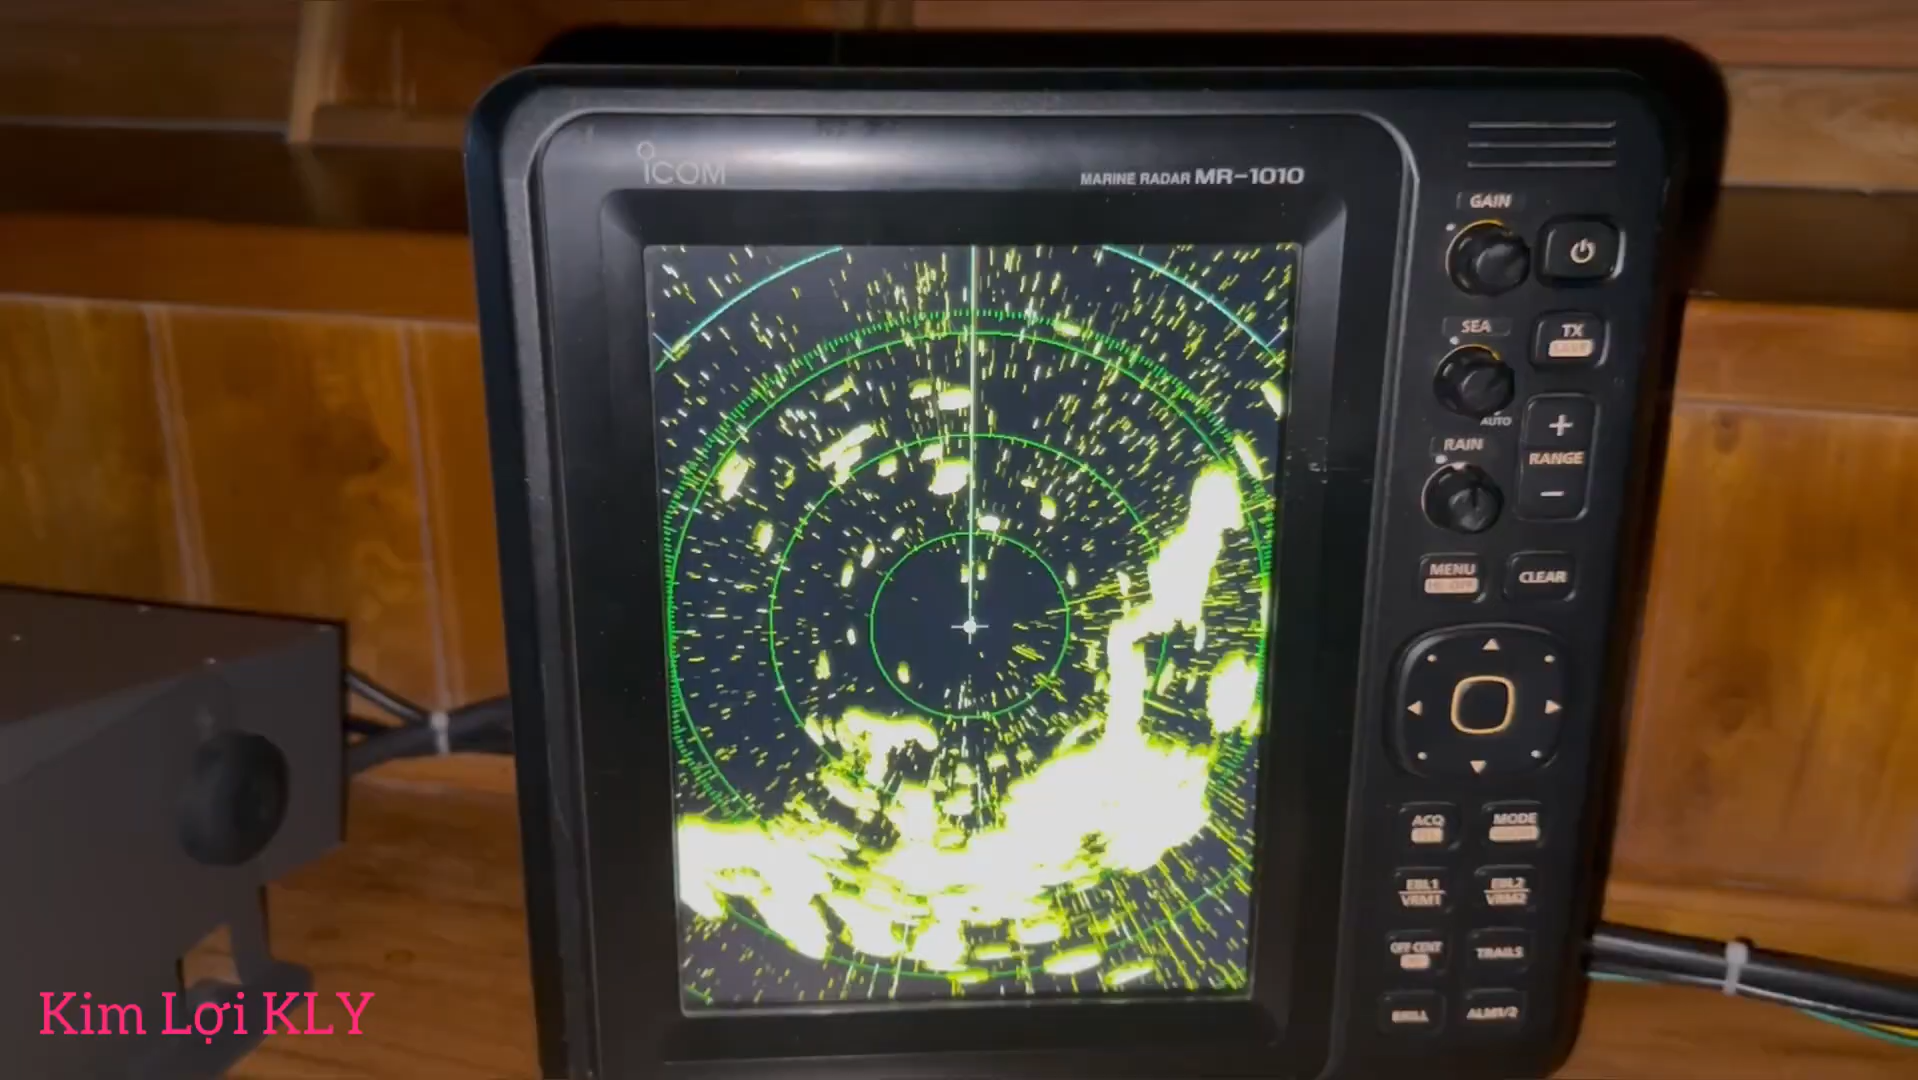 ICOM
MARINE RADAR MR-1010
GAIN
SEA
TX
AUTO
RAIN
+
RANGE
−
MENU
CLEAR
ACQ
MODE
EBL1
VRM1
EBL2
VRM2
OFF CENT
TRAILS
BRILL
ALM1/2
Kim Lợi KLY